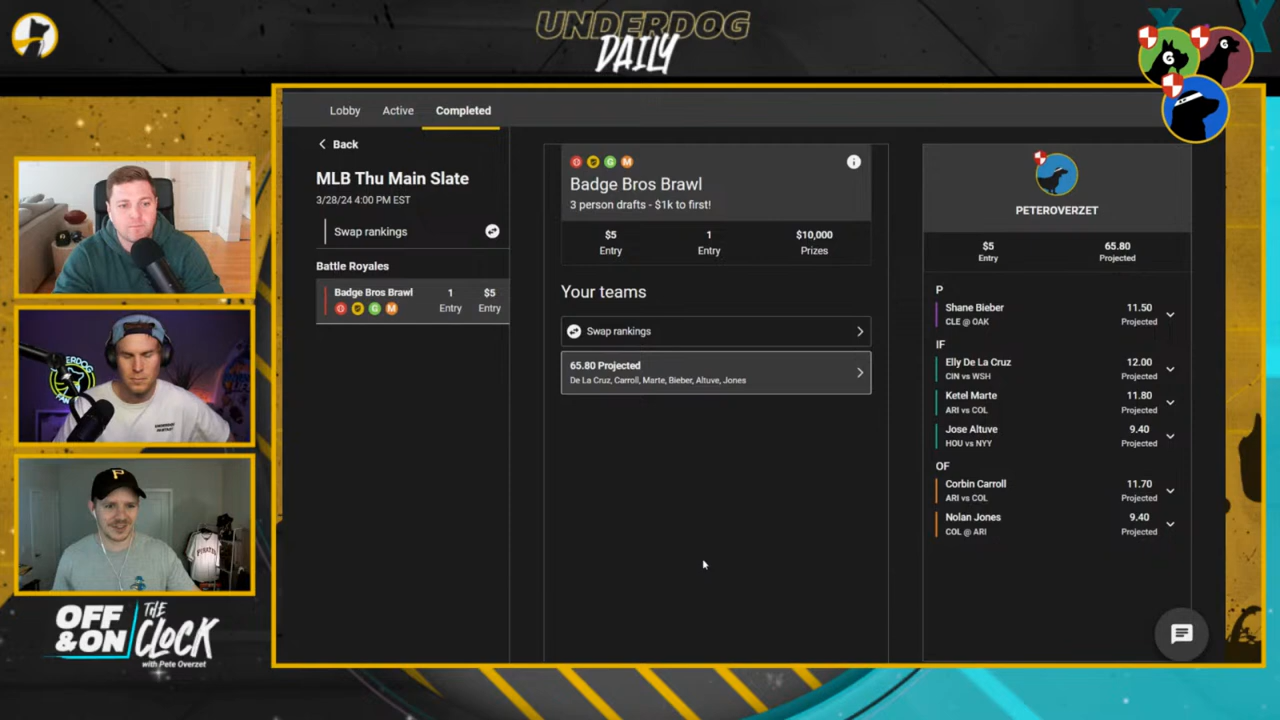 UNDERDOG
DAILY
Lobby Active Completed
Back
MLB Thu Main Slate
3/28/24 4:00 PM EST
Swap rankings
Battle Royales
Badge Bros Brawl 1 $5
G G M Entry Entry
G G M
Badge Bros Brawl
3 person drafts - $1k to first!
$5 1 $10,000
Entry Entry Prizes
Your teams
Swap rankings
65.80 Projected
De La Cruz, Carroll, Marte, Bieber, Altuve, Jones
PETEROVERZET
$5 65.80
Entry Projected
P
Shane Bieber 11.50
CLE @ OAK Projected
IF
Elly De La Cruz 12.00
CIN vs WSH Projected
Ketel Marte 11.80
ARI vs COL Projected
Jose Altuve 9.40
HOU vs NYY Projected
OF
Corbin Carroll 11.70
ARI vs COL Projected
Nolan Jones 9.40
COL @ ARI Projected
G G
P
PIRATES
OFF & ON THE CLOCK
with Pete Overzet